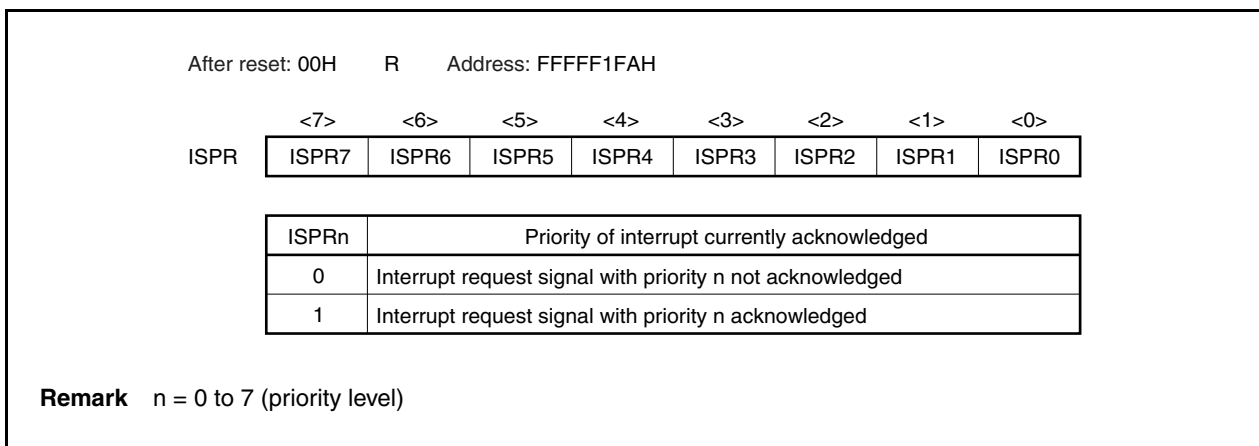 After reset: 00H R Address: FFFFF1FAH
<7> <6> <5> <4> <3> <2> <1> <0>
ISPR ISPR7 ISPR6 ISPR5 ISPR4 ISPR3 ISPR2 ISPR1 ISPR0
ISPRn Priority of interrupt currently acknowledged
0 Interrupt request signal with priority n not acknowledged
1 Interrupt request signal with priority n acknowledged
Remark n = 0 to 7 (priority level)